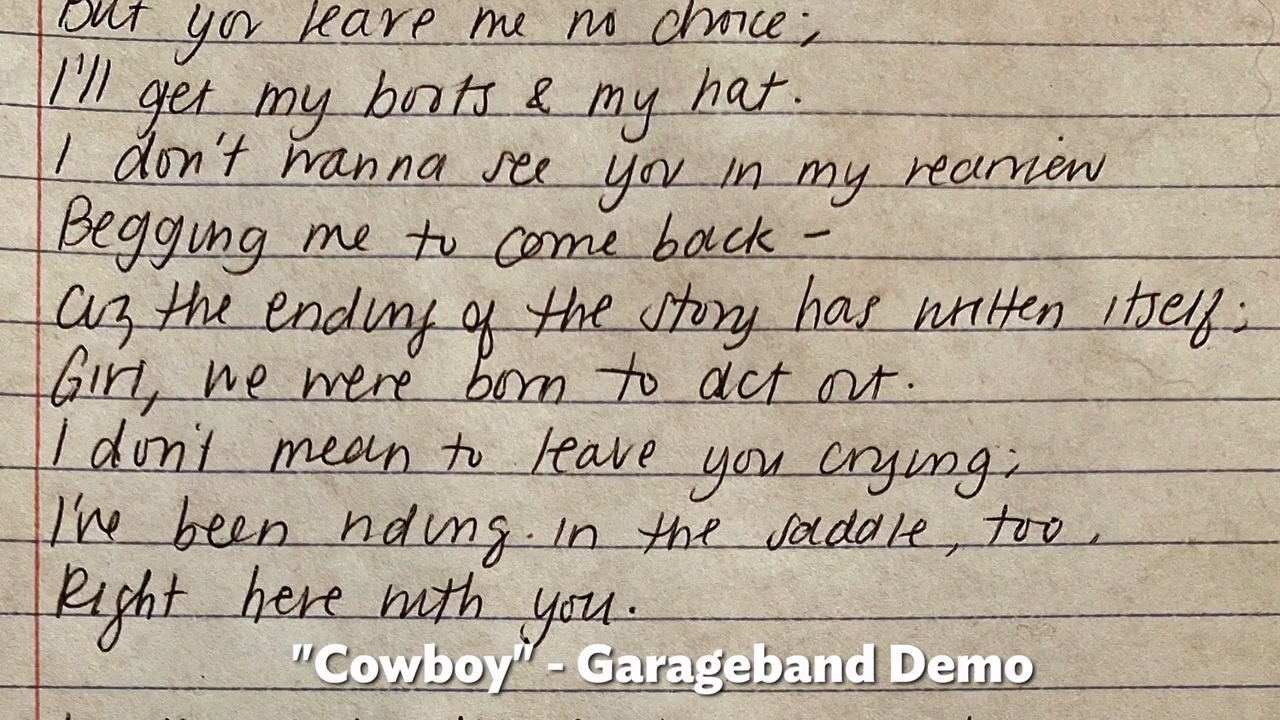 But you leave me no choice;
I'll get my boots & my hat.
I don't wanna see you in my rearview
Begging me to come back -
Cuz the ending of the story has written itself;
Girl, we were born to act out.
I don't mean to leave you crying;
I've been riding in the saddle, too.
Right here with you.
"Cowboy" - Garageband Demo